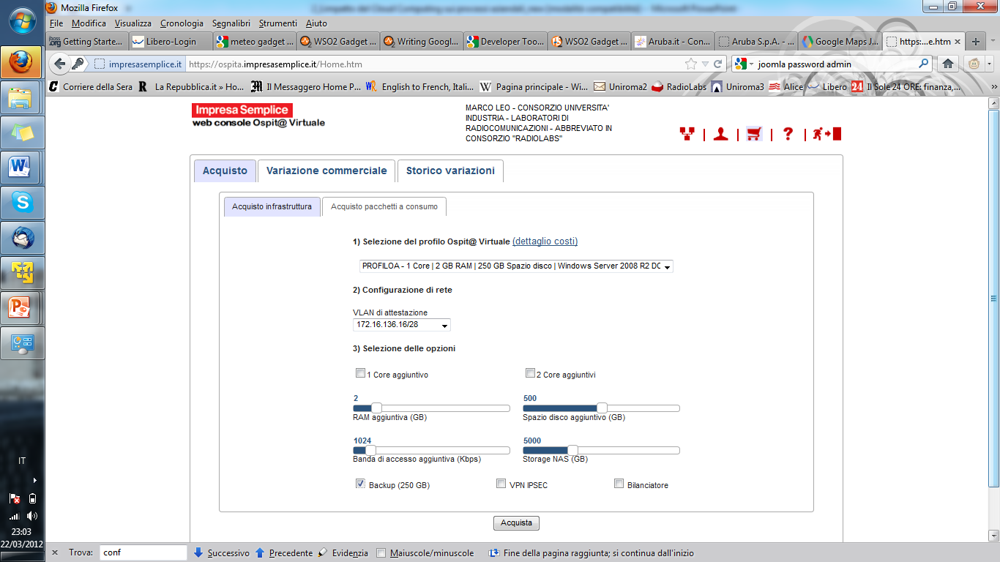 Mozilla Firefox
File Modifica Visualizza Cronologia Segnalibri Strumenti Aiuto
Getting Starte... Libero-Login meteo gadget ... WSO2 Gadget ... Writing Googl... Developer Too... WSO2 Gadget ... Aruba.it - Con... Aruba S.p.A. - ... Google Maps J... https:...e.htm
impresasemplice.it https://ospita.impresasemplice.it/Home.htm joomla password admin
Corriere della Sera La Repubblica.it » Ho... Il Messaggero Home P... English to French, Itali... Pagina principale - Wi... Uniroma2 RadioLabs Uniroma3 Alice Libero Il Sole 24 ORE: finanza,...
Impresa Semplice
web console Ospit@ Virtuale
MARCO LEO - CONSORZIO UNIVERSITA'
INDUSTRIA - LABORATORI DI
RADIOCOMUNICAZIONI - ABBREVIATO IN
CONSORZIO "RADIOLABS"
Acquisto Variazione commerciale Storico variazioni
Acquisto infrastruttura Acquisto pacchetti a consumo
1) Selezione del profilo Ospit@ Virtuale (dettaglio costi)
PROFILOA - 1 Core | 2 GB RAM | 250 GB Spazio disco | Windows Server 2008 R2 DC
2) Configurazione di rete
VLAN di attestazione
172.16.136.16/28
3) Selezione delle opzioni
1 Core aggiuntivo 2 Core aggiuntivi
2 500
RAM aggiuntiva (GB) Spazio disco aggiuntivo (GB)
1024 5000
Banda di accesso aggiuntiva (Kbps) Storage NAS (GB)
Backup (250 GB) VPN IPSEC Bilanciatore
Acquista
IT
23:03
22/03/2012
Trova: conf Successivo Precedente Evidenzia Maiuscole/minuscole Fine della pagina raggiunta; si continua dall'inizio